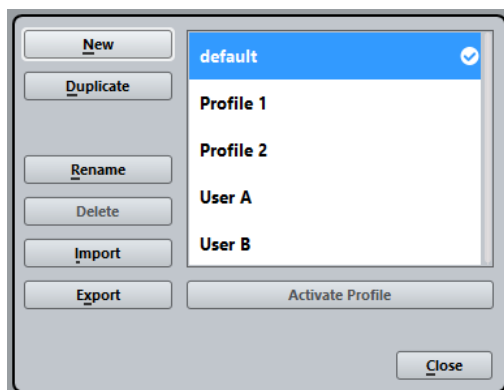 New
Duplicate
Rename
Delete
Import
Export
default
Profile 1
Profile 2
User A
User B
Activate Profile
Close